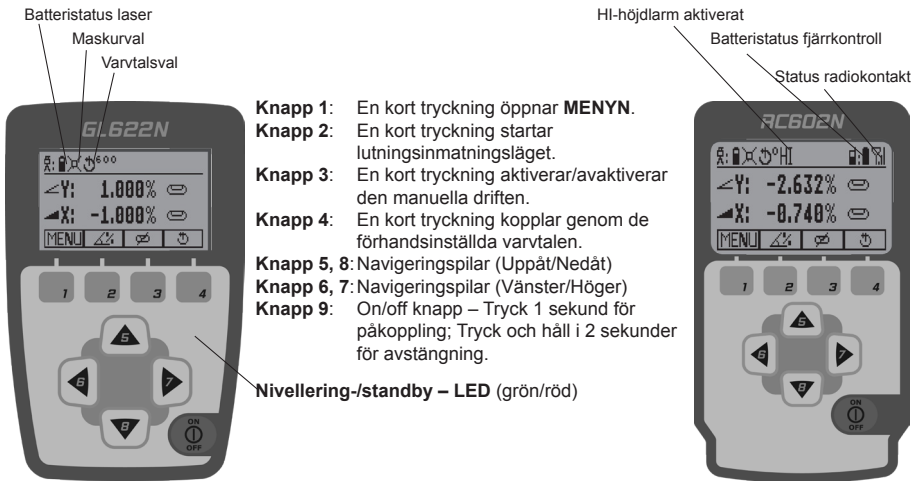 Batteristatus laser
Maskurval
Varvtalsval
HI-höjdlarm aktiverat
Batteristatus fjärrkontroll
Status radiokontakt
GL622N
600
Y: 1.000%
X: -1.000%
MENU
1 2 3 4
5
6 7
8
ON
OFF
Knapp 1: En kort tryckning öppnar MENYN.
Knapp 2: En kort tryckning startar
lutningsinmatningsläget.
Knapp 3: En kort tryckning aktiverar/avaktiverar
den manuella driften.
Knapp 4: En kort tryckning kopplar genom de
förhandsinställda varvtalen.
Knapp 5, 8: Navigeringspilar (Uppåt/Nedåt)
Knapp 6, 7: Navigeringspilar (Vänster/Höger)
Knapp 9: On/off knapp – Tryck 1 sekund för
påkoppling; Tryck och håll i 2 sekunder
för avstängning.
Nivellering-/standby – LED (grön/röd)
RC602N
HI
Y: -2.632%
X: -0.740%
MENU
1 2 3 4
5
6 7
8
ON
OFF